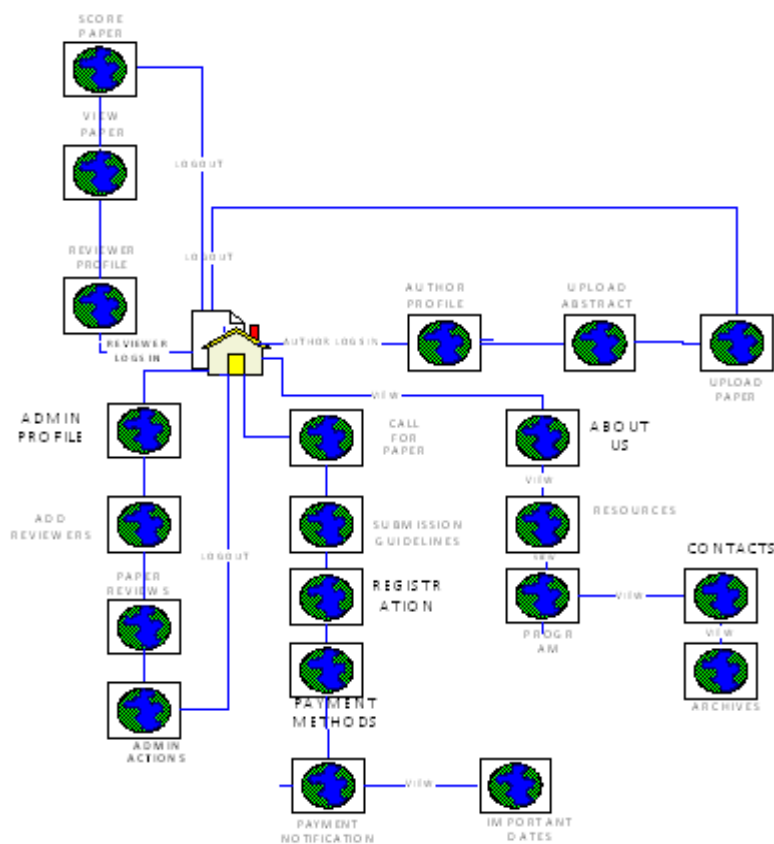 SCORE
PAPER
VIEW
PAPER
LOGOUT
REVIEWER
PROFILE
LOGOUT
AUTHOR
PROFILE
UPLOAD
ABSTRACT
REVIEWER
LOGS IN
AUTHOR LOGS IN
UPLOAD
PAPER
VIEW
ADMIN
PROFILE
CALL
FOR
PAPER
ABOUT
US
VIEW
ADD
REVIEWERS
SUBMISSION
GUIDELINES
RESOURCES
LOGOUT
VIEW
CONTACTS
PAPER
REVIEWS
REGISTR
ATION
VIEW
PROGR
AM
VIEW
PAYMENT
METHODS
ARCHIVES
ADMIN
ACTIONS
VIEW
PAYMENT
NOTIFICATION
IMPORTANT
DATES